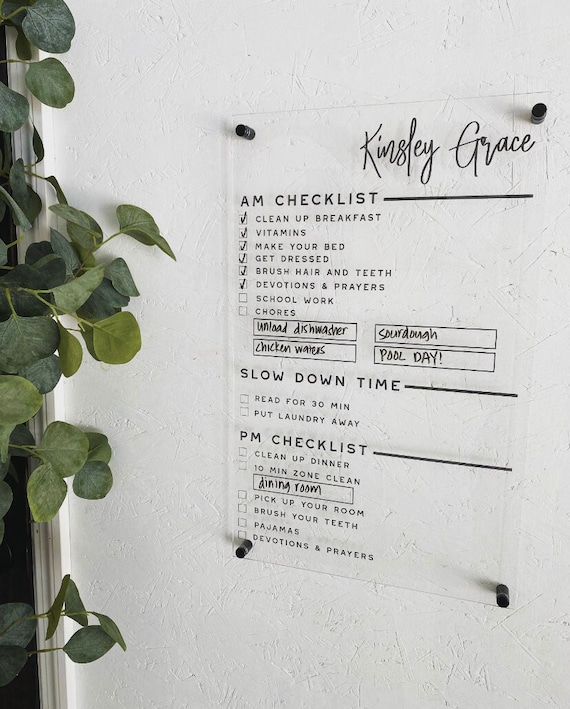 Kinsley Grace
AM CHECKLIST
CLEAN UP BREAKFAST
VITAMINS
MAKE YOUR BED
GET DRESSED
BRUSH HAIR AND TEETH
DEVOTIONS & PRAYERS
SCHOOL WORK
CHORES
unload dishwasher sourdough
chicken waters POOL DAY!
SLOW DOWN TIME
READ FOR 30 MIN
PUT LAUNDRY AWAY
PM CHECKLIST
CLEAN UP DINNER
10 MIN ZONE CLEAN
dining room
PICK UP YOUR ROOM
BRUSH YOUR TEETH
PAJAMAS
DEVOTIONS & PRAYERS